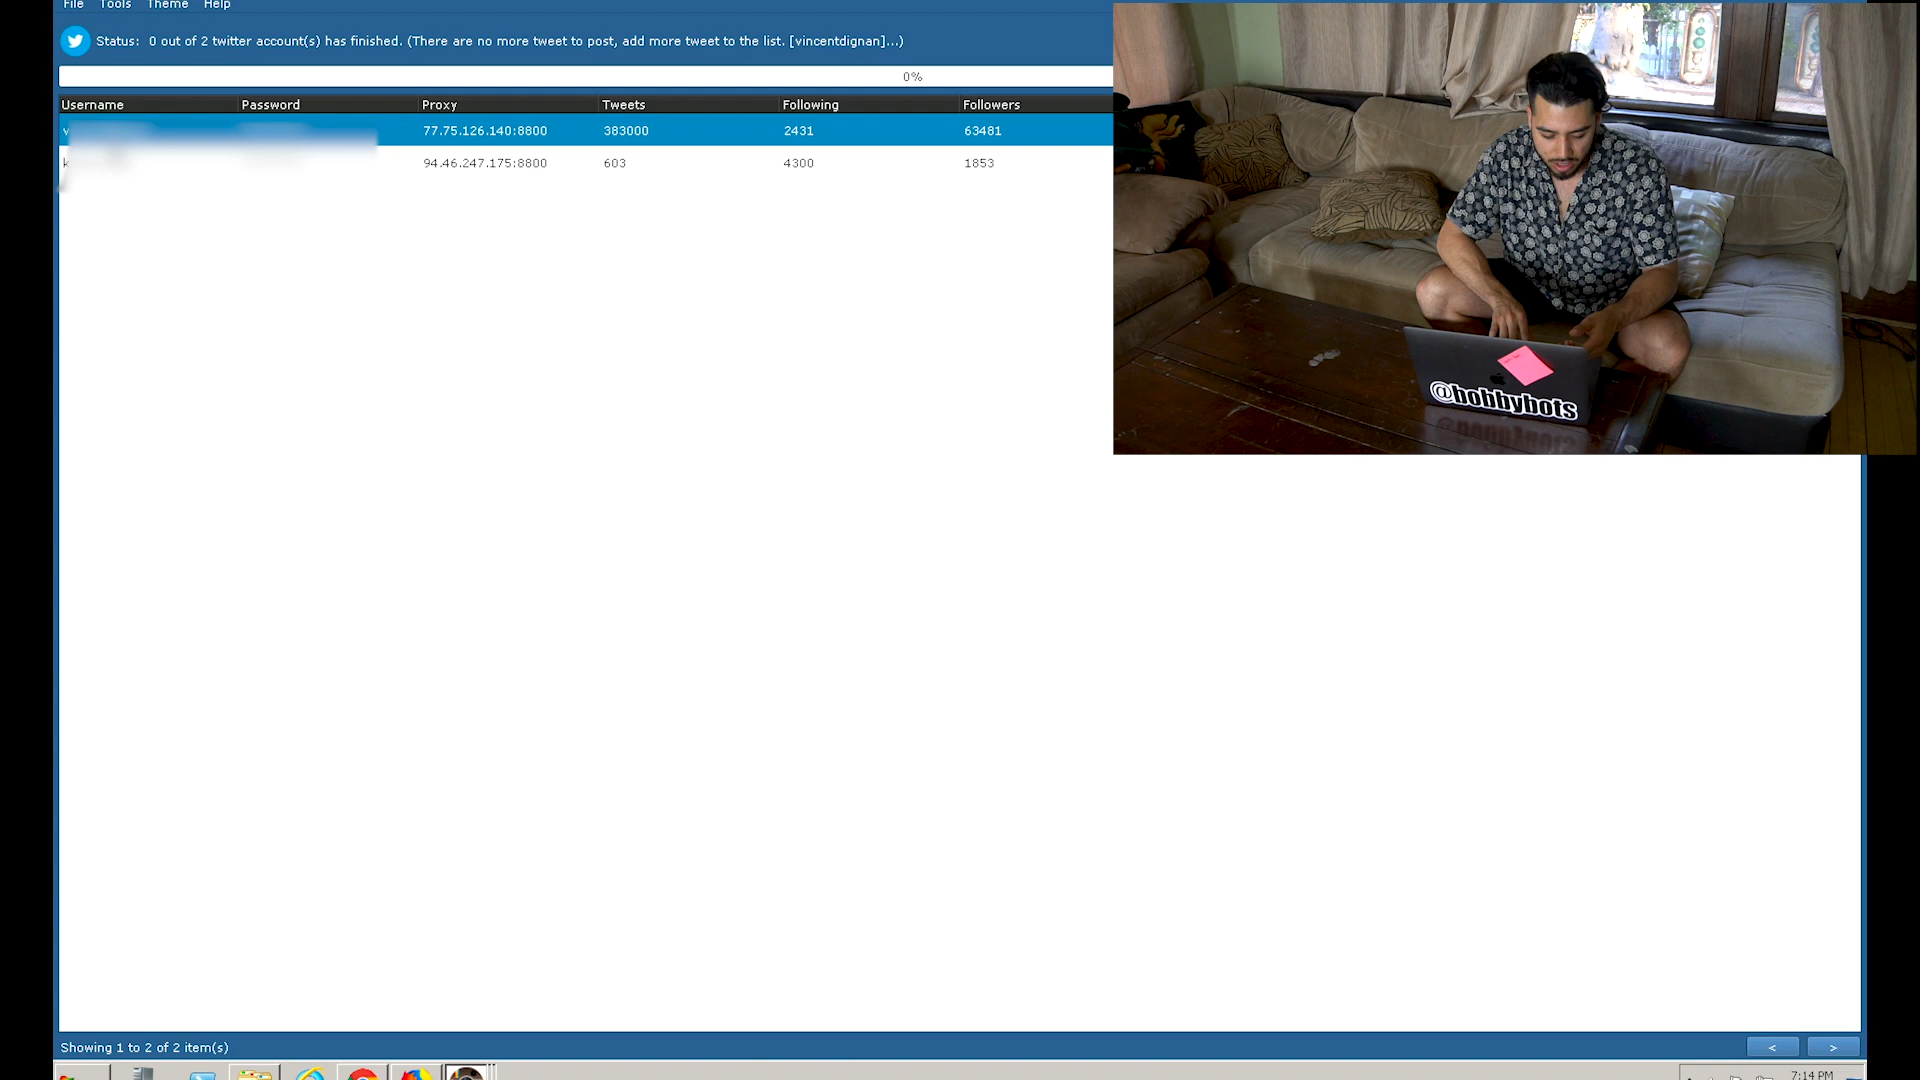 File Tools Theme Help
Status: 0 out of 2 twitter account(s) has finished. (There are no more tweet to post, add more tweet to the list. [vincentdignan]...)
0%
Username Password Proxy Tweets Following Followers
v 77.75.126.140:8800 383000 2431 63481
k 94.46.247.175:8800 603 4300 1853
@hobbybots
Showing 1 to 2 of 2 item(s)
< >
7:14 PM